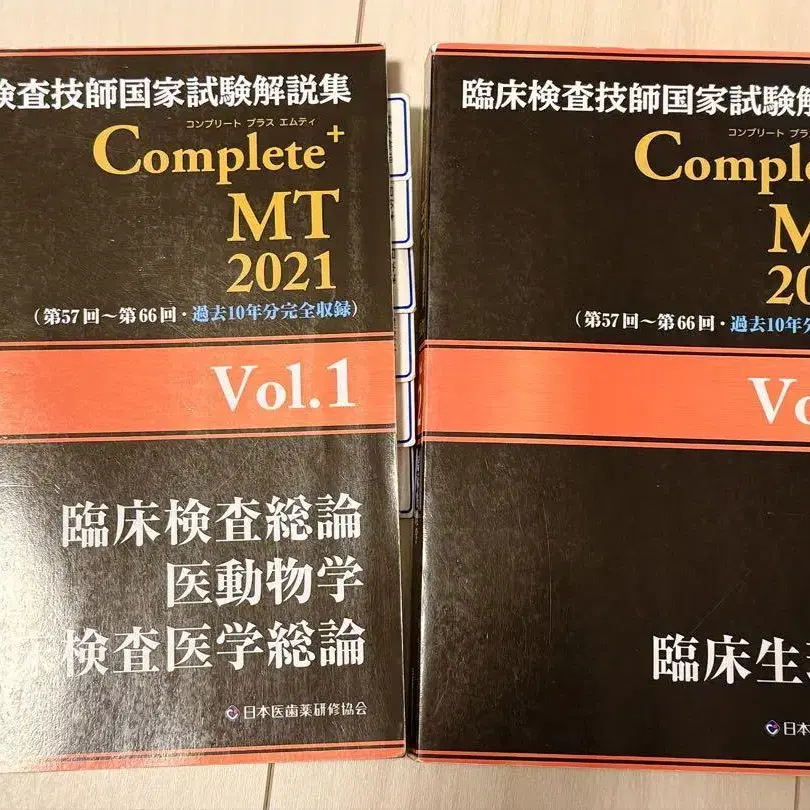 検査技師国家試験解説集
コンプリート プラス エムティ
Complete+
MT
2021
(第57回～第66回・過去10年分完全収録)
Vol.1
臨床検査総論
医動物学
検査医学総論
日本医歯薬研修協会
臨床検査技師国家試験解
コンプリート プラ
Comple
M
20
(第57回～第66回・過去10年分
Vo
臨床生
日本